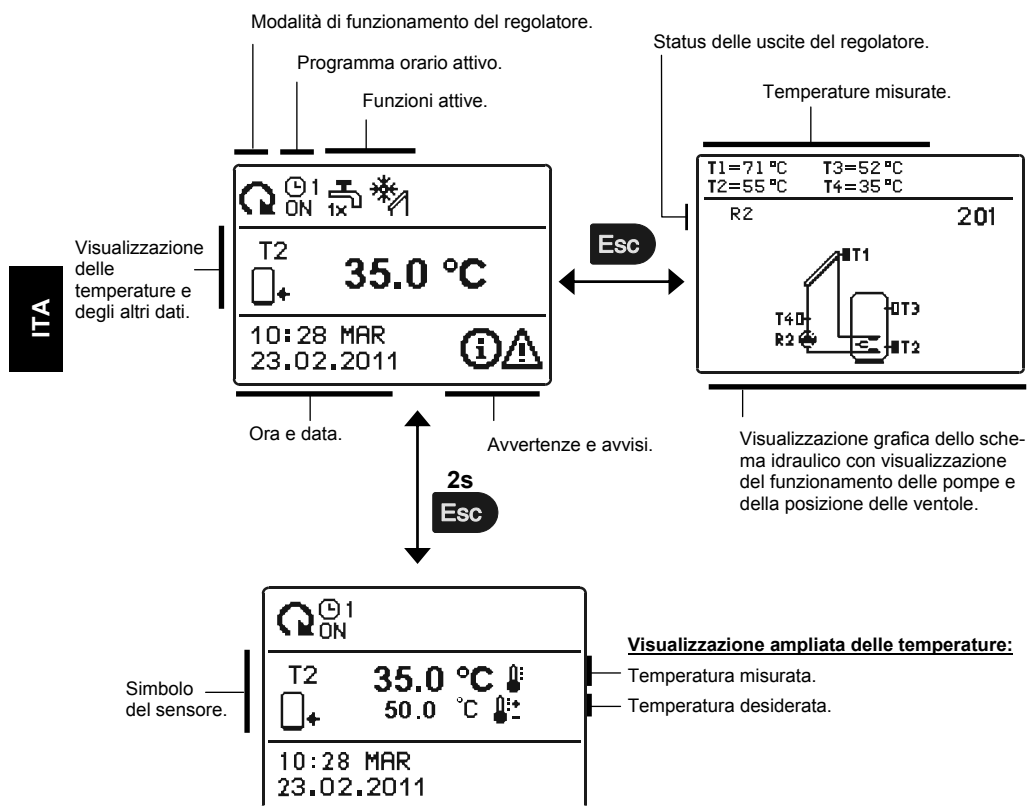 Modalità di funzionamento del regolatore.
Programma orario attivo.
Funzioni attive.
Status delle uscite del regolatore.
Temperature misurate.
1
ON
1x
T2
35.0 °C
10:28 MAR
23.02.2011
Visualizzazione
delle
temperature e
degli altri dati.
ITA
Esc
T1=71°C T3=52°C
T2=55°C T4=35°C
R2 201
T1
T3
T4
R2
T2
Ora e data.
Avvertenze e avvisi.
Visualizzazione grafica dello sche-
ma idraulico con visualizzazione
del funzionamento delle pompe e
della posizione delle ventole.
2s
Esc
1
ON
T2
35.0 °C
50.0 °C
10:28 MAR
23.02.2011
Simbolo
del sensore.
Visualizzazione ampliata delle temperature:
Temperatura misurata.
Temperatura desiderata.